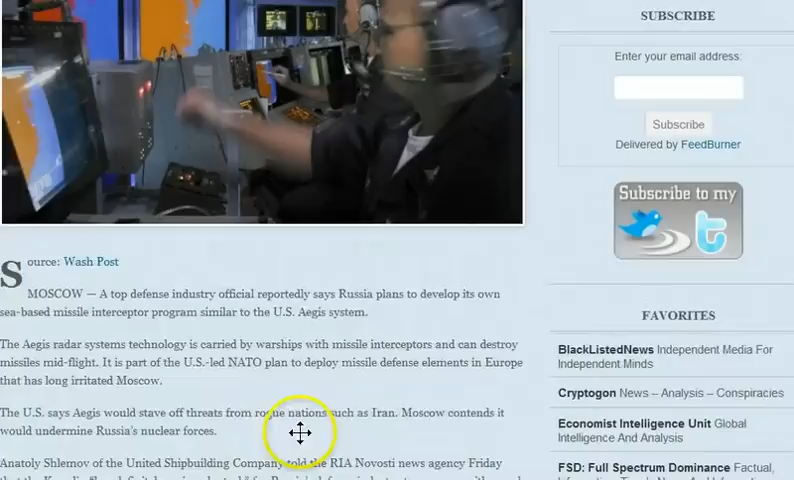 Source: Wash Post
MOSCOW — A top defense industry official reportedly says Russia plans to develop its own
sea-based missile interceptor program similar to the U.S. Aegis system.
The Aegis radar systems technology is carried by warships with missile interceptors and can destroy
missiles mid-flight. It is part of the U.S.-led NATO plan to deploy missile defense elements in Europe
that has long irritated Moscow.
The U.S. says Aegis would stave off threats from rogue nations such as Iran. Moscow contends it
would undermine Russia's nuclear forces.
Anatoly Shlemov of the United Shipbuilding Company told the RIA Novosti news agency Friday
SUBSCRIBE
Enter your email address:
Subscribe
Delivered by FeedBurner
Subscribe to my
t
FAVORITES
BlackListedNews Independent Media For
Independent Minds
Cryptogon News – Analysis – Conspiracies
Economist Intelligence Unit Global
Intelligence And Analysis
FSD: Full Spectrum Dominance Factual,